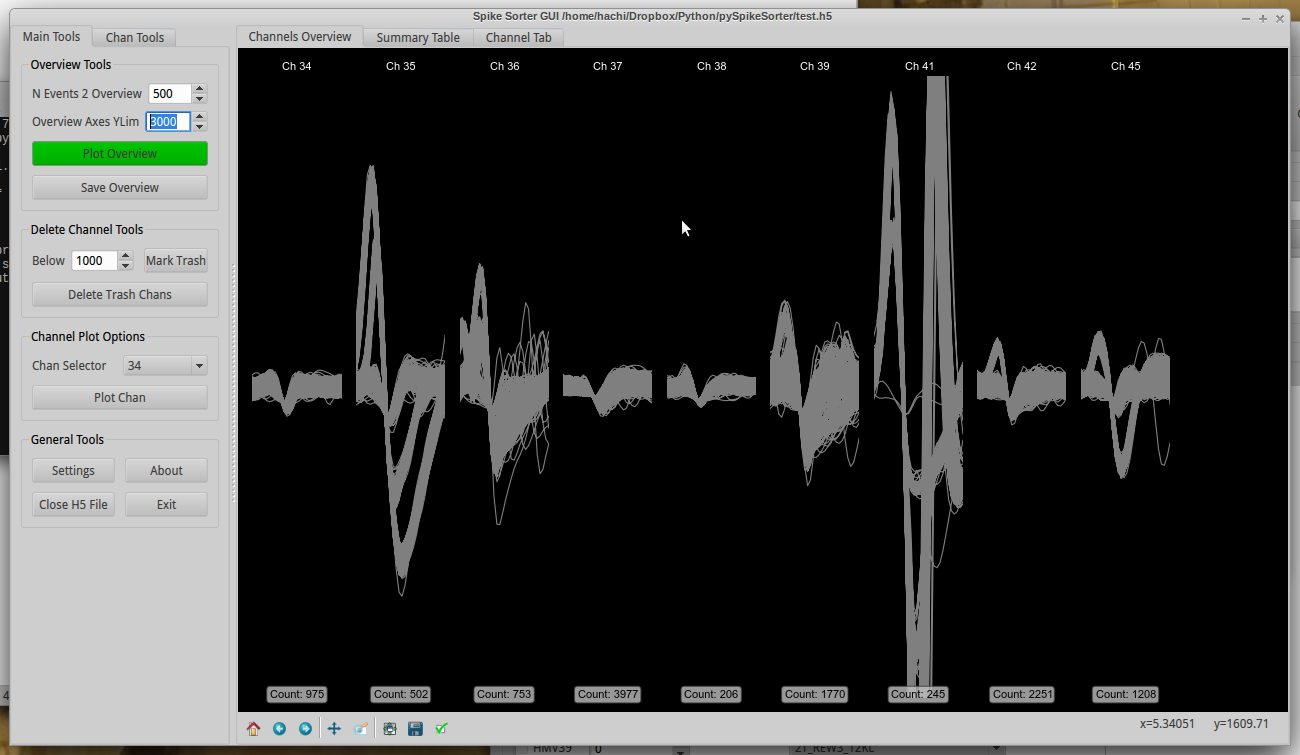 Spike Sorter GUI /home/hachi/Dropbox/Python/pySpikeSorter/test.h5
Main Tools Chan Tools
Channels Overview Summary Table Channel Tab
Overview Tools
N Events 2 Overview 500
Overview Axes YLim 3000
Plot Overview
Save Overview
Delete Channel Tools
Below 1000 Mark Trash
Delete Trash Chans
Channel Plot Options
Chan Selector 34
Plot Chan
General Tools
Settings About
Close H5 File Exit
Ch 34 Ch 35 Ch 36 Ch 37 Ch 38 Ch 39 Ch 41 Ch 42 Ch 45
Count: 975 Count: 502 Count: 753 Count: 3977 Count: 206 Count: 1770 Count: 245 Count: 2251 Count: 1208
x=5.34051 y=1609.71
HMV39 0 2T_REW3_12KL